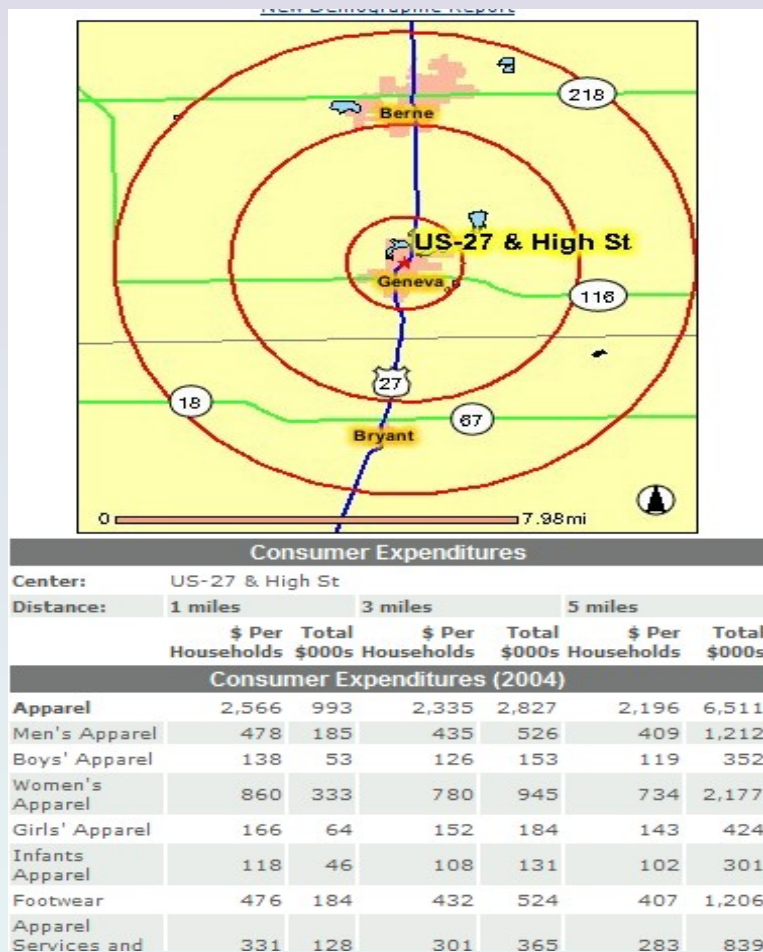 New Demographic Report
218
Berne
US-27 & High St
Geneva
116
27
18
67
Bryant
0 7.98mi
Consumer Expenditures
Center: US-27 & High St
Distance: 1 miles 3 miles 5 miles
$ Per Total $ Per Total $ Per Total
Households $000s Households $000s Households $000s
Consumer Expenditures (2004)
Apparel 2,566 993 2,335 2,827 2,196 6,511
Men's Apparel 478 185 435 526 409 1,212
Boys' Apparel 138 53 126 153 119 352
Women's
Apparel 860 333 780 945 734 2,177
Girls' Apparel 166 64 152 184 143 424
Infants
Apparel 118 46 108 131 102 301
Footwear 476 184 432 524 407 1,206
Apparel
Services and 331 128 301 365 283 839